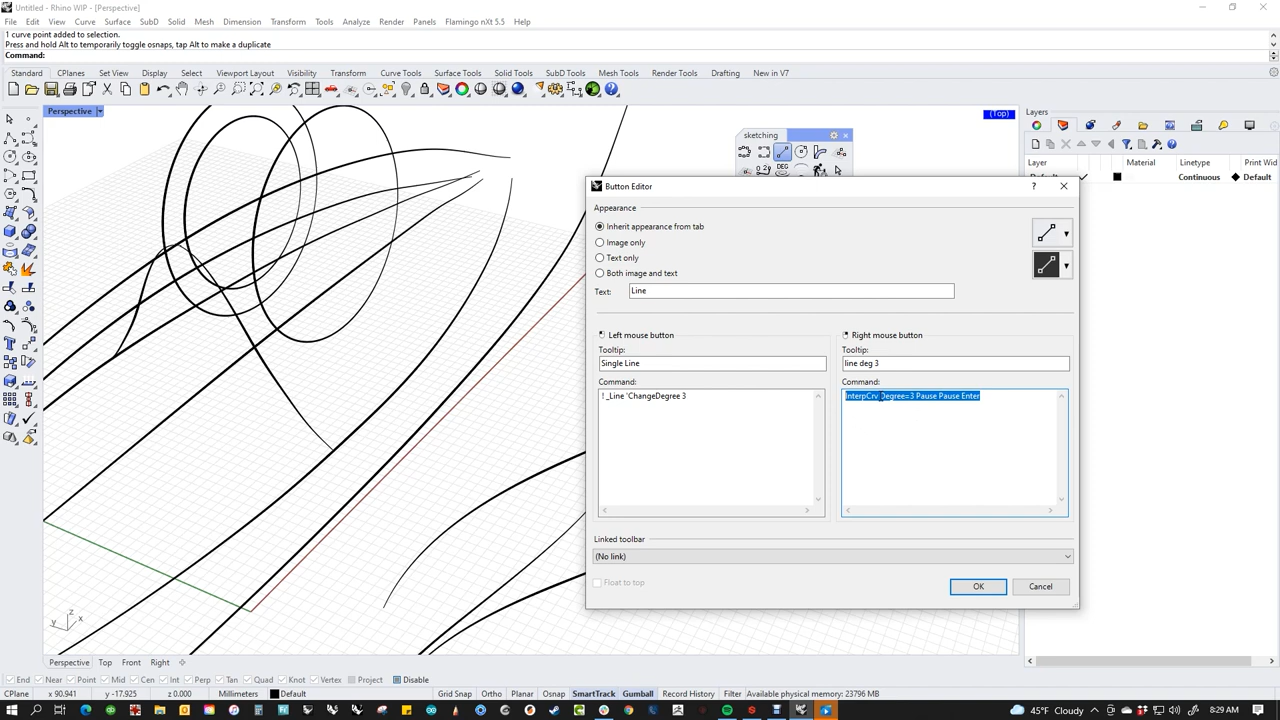 Untitled - Rhino WIP - [Perspective]
File Edit View Curve Surface SubD Solid Mesh Dimension Transform Tools Analyze Render Panels Flamingo nXt 5.5 Help
1 curve point added to selection.
Press and hold Alt to temporarily toggle osnaps, tap Alt to make a duplicate
Command:
Standard CPlanes Set View Display Select Viewport Layout Visibility Transform Curve Tools Surface Tools Solid Tools SubD Tools Mesh Tools Render Tools Drafting New in V7
Perspective
(Top)
Layers
sketching
DEG
Layer Material Linetype Print Wid
Continuous Default
Button Editor
?
Appearance
Inherit appearance from tab
Image only
Text only
Both image and text
Text: Line
Left mouse button
Right mouse button
Tooltip:
Tooltip:
Single Line
line deg 3
Command:
Command:
! _Line 'ChangeDegree 3
InterpCrv Degree=3 Pause Pause Enter
Linked toolbar
(No link)
Float to top
OK Cancel
z
y x
Perspective Top Front Right
End Near Point Mid Cen Int Perp Tan Quad Knot Vertex Project Disable
CPlane x 90.941 y -17.925 z 0.000 Millimeters Default Grid Snap Ortho Planar Osnap SmartTrack Gumball Record History Filter Available physical memory: 23796 MB
45°F Cloudy 8:29 AM